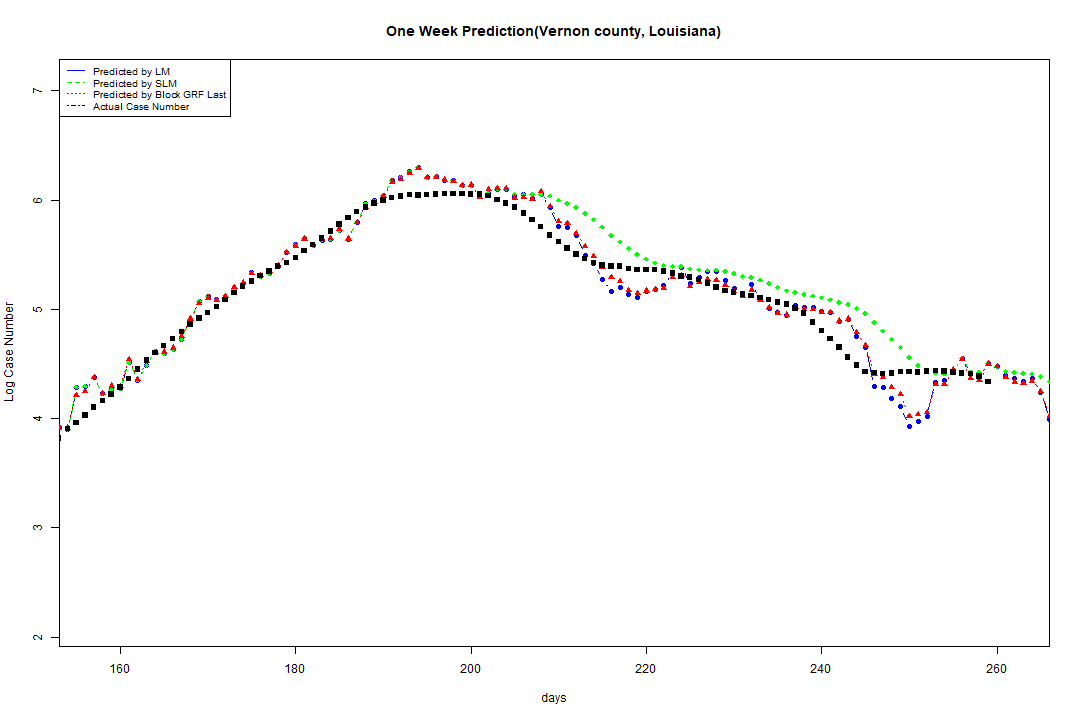 One Week Prediction(Vernon county, Louisiana)
Predicted by LM
Predicted by SLM
Predicted by Block GRF Last
Actual Case Number
7
6
5
4
3
2
Log Case Number
160 180 200 220 240 260
days